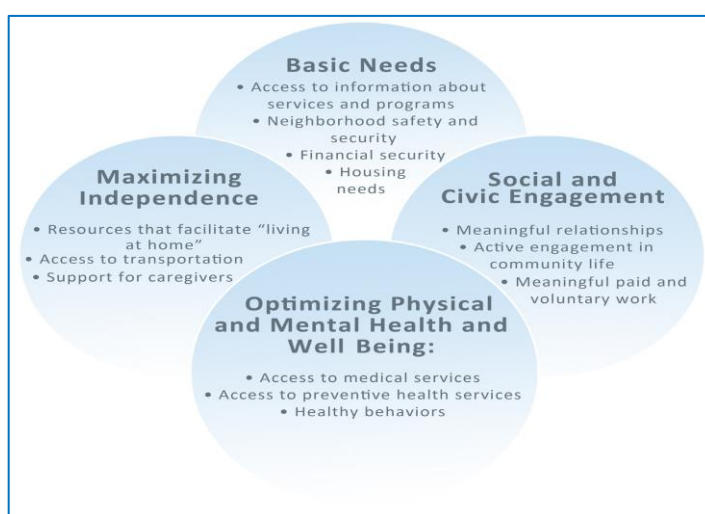 Basic Needs
• Access to information about
services and programs
• Neighborhood safety and
security
• Financial security
• Housing
needs
Maximizing
Independence
• Resources that facilitate “living
at home”
• Access to transportation
• Support for caregivers
Social and
Civic Engagement
• Meaningful relationships
• Active engagement in
community life
• Meaningful paid and
voluntary work
Optimizing Physical
and Mental Health and
Well Being:
• Access to medical services
• Access to preventive health services
• Healthy behaviors